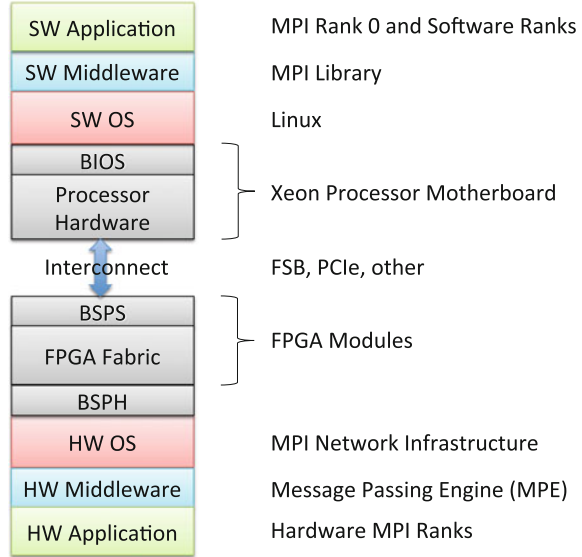 SW Application
MPI Rank 0 and Software Ranks
SW Middleware
MPI Library
SW OS
Linux
BIOS
Processor
Hardware
Xeon Processor Motherboard
Interconnect
FSB, PCIe, other
BSPS
FPGA Fabric
FPGA Modules
BSPH
HW OS
MPI Network Infrastructure
HW Middleware
Message Passing Engine (MPE)
HW Application
Hardware MPI Ranks